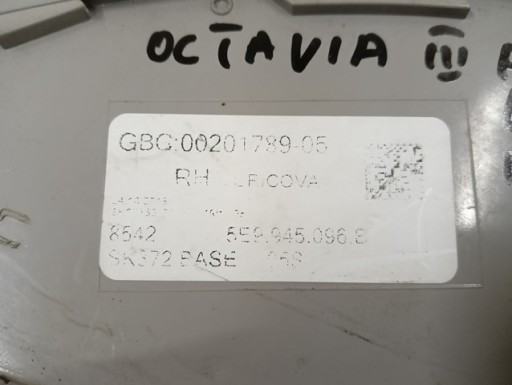 OCTAVIA III
GBC:00201789-05
RH
8542 5E9.945.096.B
SK372 BASE